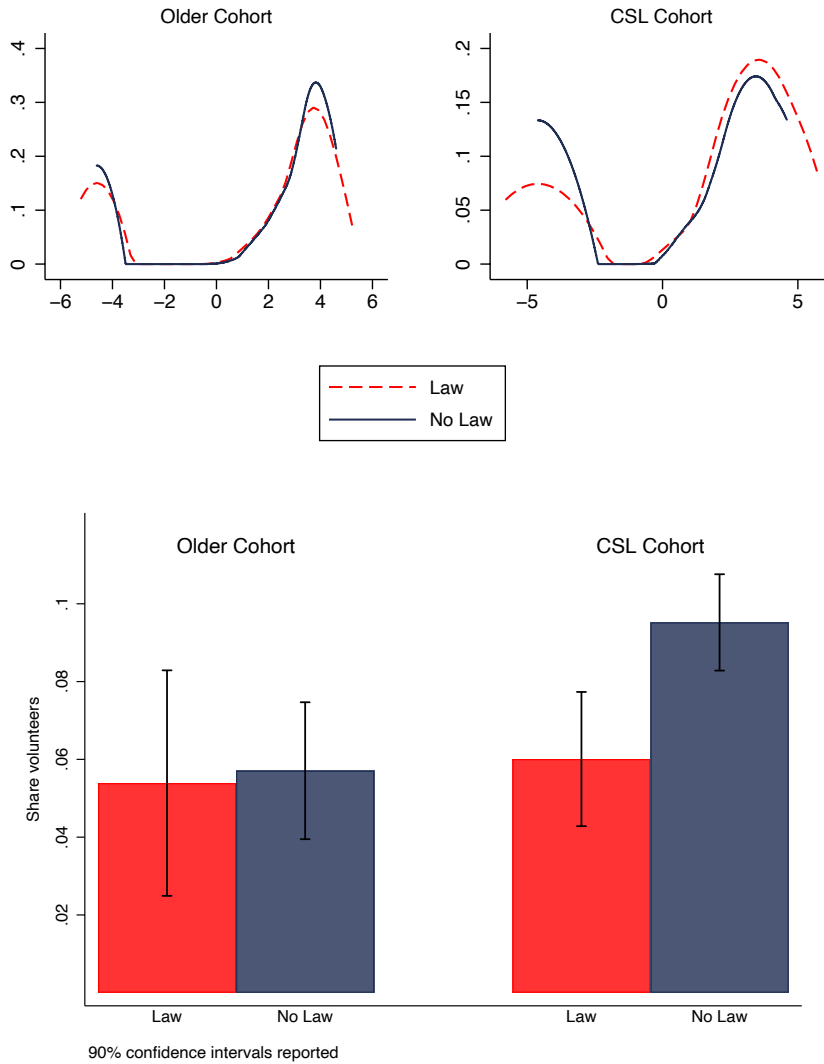 Older Cohort
CSL Cohort
.4
.3
.2
.1
0
−6 −4 −2 0 2 4 6
.2
.15
.1
.05
0
−5 0 5
Law
No Law
Older Cohort
CSL Cohort
Share volunteers
.1
.08
.06
.04
.02
Law No Law Law No Law
90% confidence intervals reported